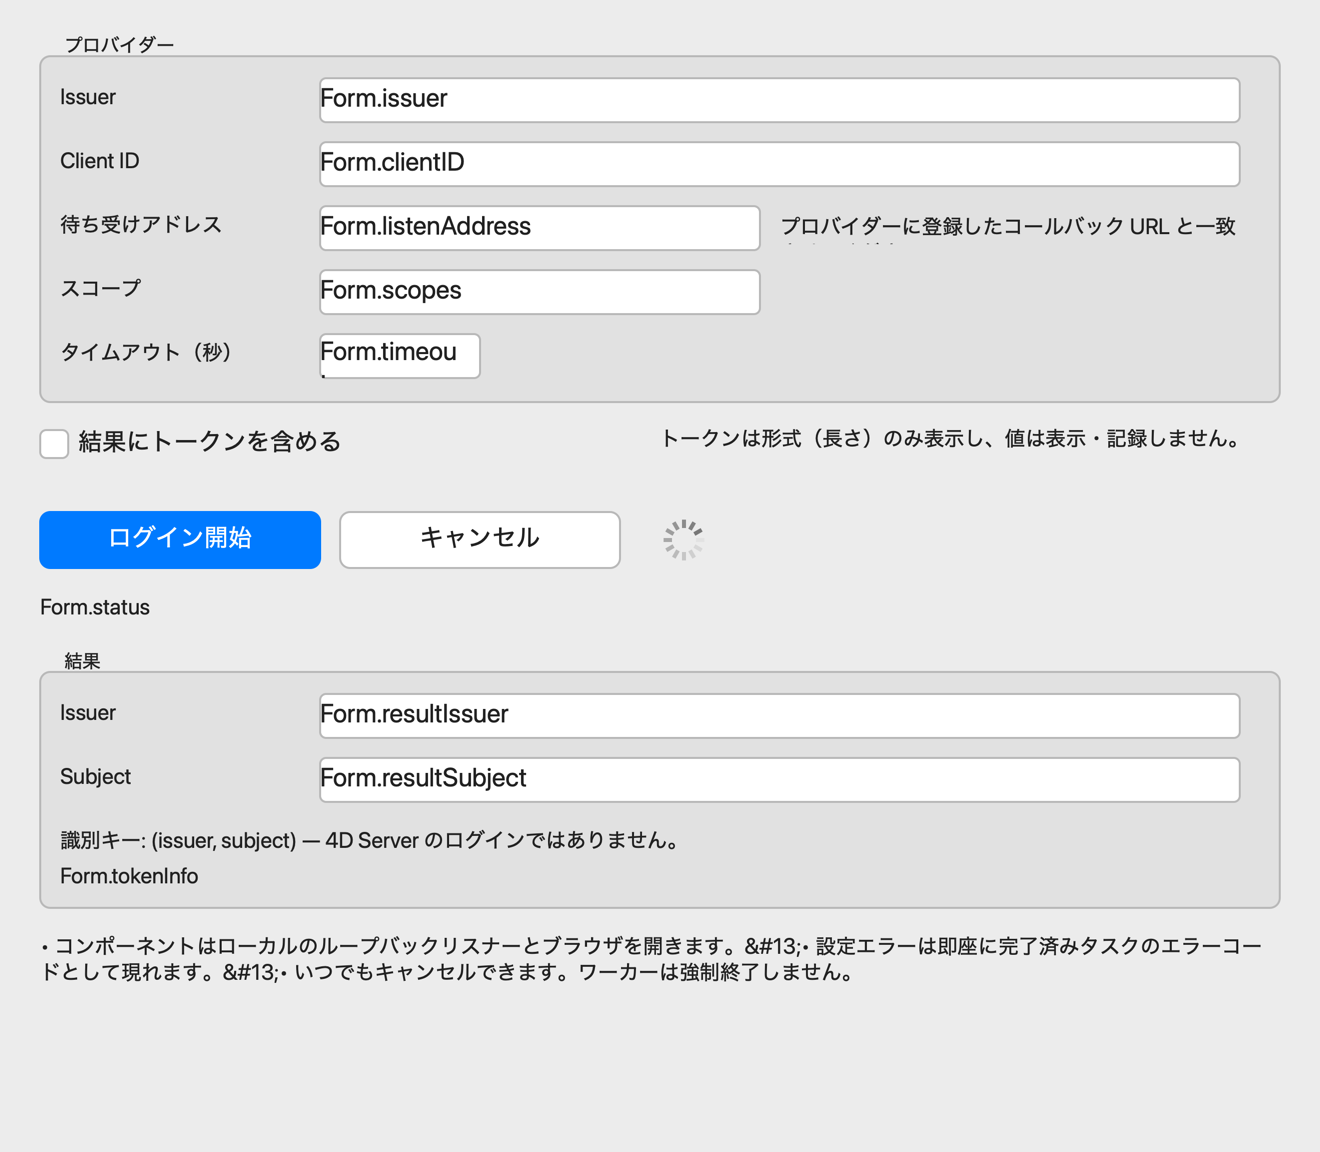 プロバイダー
Issuer
Form.issuer
Client ID
Form.clientID
待ち受けアドレス
Form.listenAddress
プロバイダーに登録したコールバック URL と一致
スコープ
Form.scopes
タイムアウト（秒）
Form.timeou
結果にトークンを含める
トークンは形式（長さ）のみ表示し、値は表示・記録しません。
ログイン開始
キャンセル
Form.status
結果
Issuer
Form.resultIssuer
Subject
Form.resultSubject
識別キー: (issuer, subject) — 4D Server のログインではありません。
Form.tokenInfo
• コンポーネントはローカルのループバックリスナーとブラウザを開きます。&#13;• 設定エラーは即座に完了済みタスクのエラーコー
ドとして現れます。&#13;• いつでもキャンセルできます。ワーカーは強制終了しません。